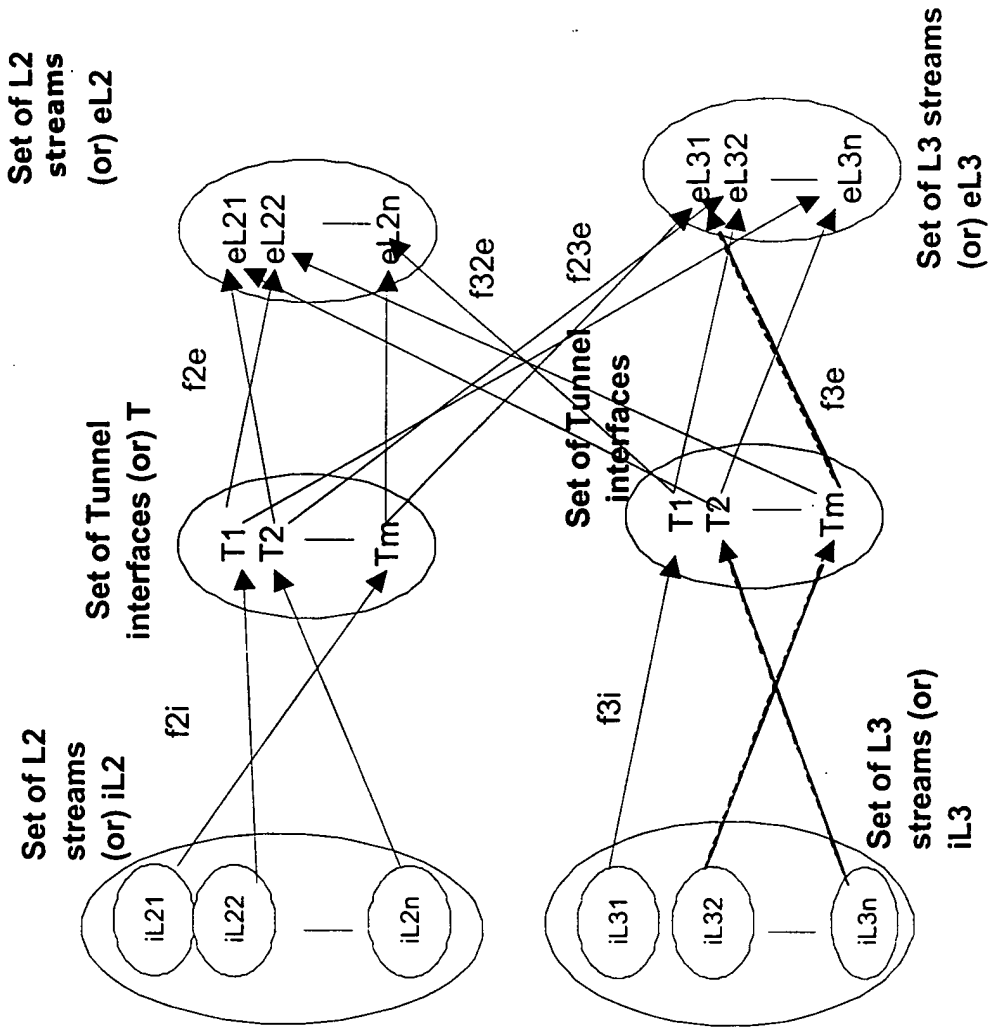 Set of L2
streams
(or) iL2
iL21
iL22
iL2n
f2i
Set of Tunnel
interfaces (or) T
T1
T2
Tm
f2e
Set of L2
streams
(or) eL2
eL21
eL22
eL2n
f32e
f23e
iL31
iL32
iL3n
Set of L3
streams (or)
iL3
f3i
Set of Tunnel
interfaces
T1
T2
Tm
f3e
eL31
eL32
eL3n
Set of L3 streams
(or) eL3